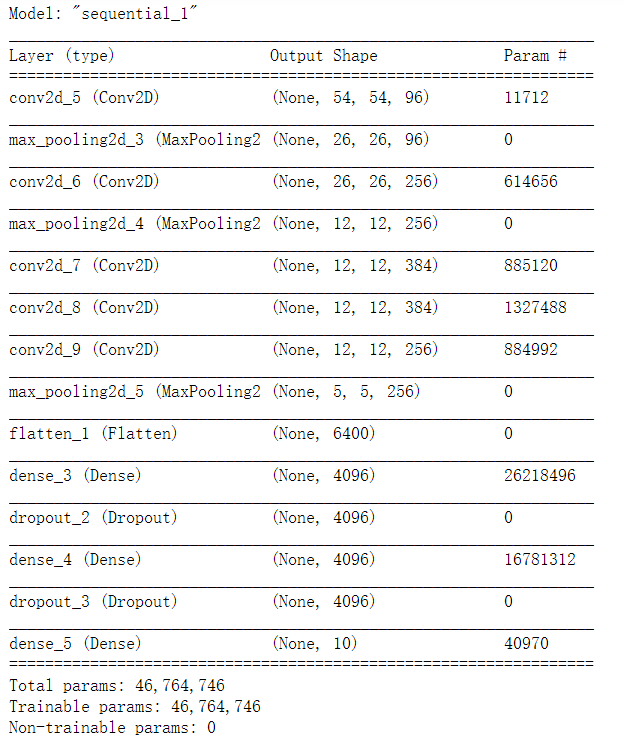 Model: "sequential_1"
Layer (type) Output Shape Param #
conv2d_5 (Conv2D) (None, 54, 54, 96) 11712
max_pooling2d_3 (MaxPooling2 (None, 26, 26, 96) 0
conv2d_6 (Conv2D) (None, 26, 26, 256) 614656
max_pooling2d_4 (MaxPooling2 (None, 12, 12, 256) 0
conv2d_7 (Conv2D) (None, 12, 12, 384) 885120
conv2d_8 (Conv2D) (None, 12, 12, 384) 1327488
conv2d_9 (Conv2D) (None, 12, 12, 256) 884992
max_pooling2d_5 (MaxPooling2 (None, 5, 5, 256) 0
flatten_1 (Flatten) (None, 6400) 0
dense_3 (Dense) (None, 4096) 26218496
dropout_2 (Dropout) (None, 4096) 0
dense_4 (Dense) (None, 4096) 16781312
dropout_3 (Dropout) (None, 4096) 0
dense_5 (Dense) (None, 10) 40970
Total params: 46,764,746
Trainable params: 46,764,746
Non-trainable params: 0